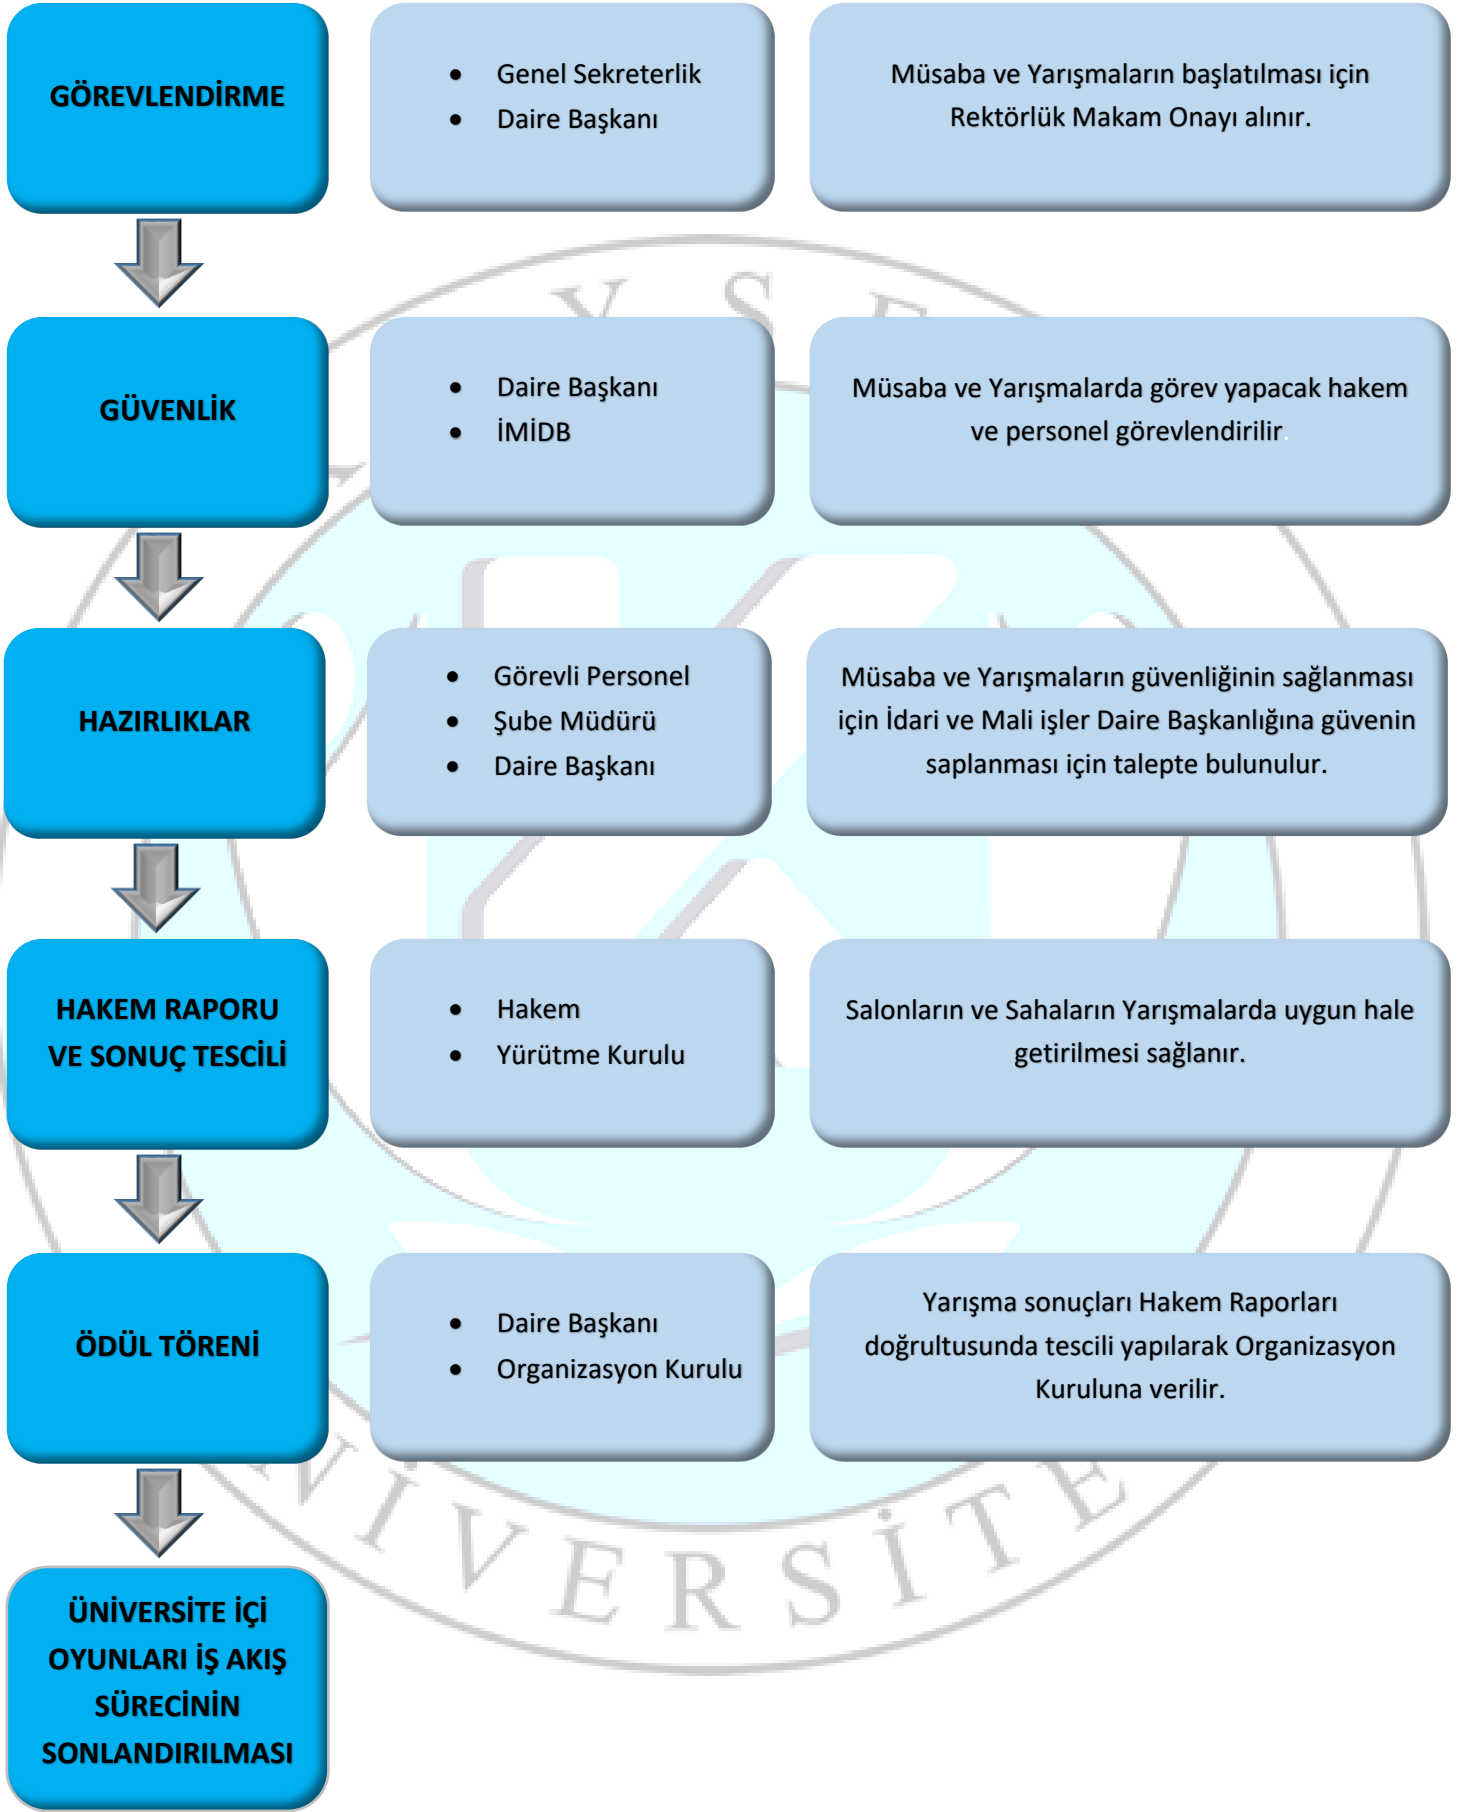 GÖREVLENDİRME
• Genel Sekreterlik
• Daire Başkanı
Müsaba ve Yarışmaların başlatılması için
Rektörlük Makam Onayı alınır.
GÜVENLİK
• Daire Başkanı
• İMİDB
Müsaba ve Yarışmalarda görev yapacak hakem
ve personel görevlendirilir.
HAZIRLIKLAR
• Görevli Personel
• Şube Müdürü
• Daire Başkanı
Müsaba ve Yarışmaların güvenliğinin sağlanması
için İdari ve Mali işler Daire Başkanlığına güvenin
saplanması için talepte bulunulur.
HAKEM RAPORU
VE SONUÇ TESCİLİ
• Hakem
• Yürütme Kurulu
Salonların ve Sahaların Yarışmalarda uygun hale
getirilmesi sağlanır.
ÖDÜL TÖRENİ
• Daire Başkanı
• Organizasyon Kurulu
Yarışma sonuçları Hakem Raporları
doğrultusunda tescili yapılarak Organizasyon
Kuruluna verilir.
ÜNİVERSİTE İÇİ
OYUNLARI İŞ AKIŞ
SÜRECİNİN
SONLANDIRILMASI